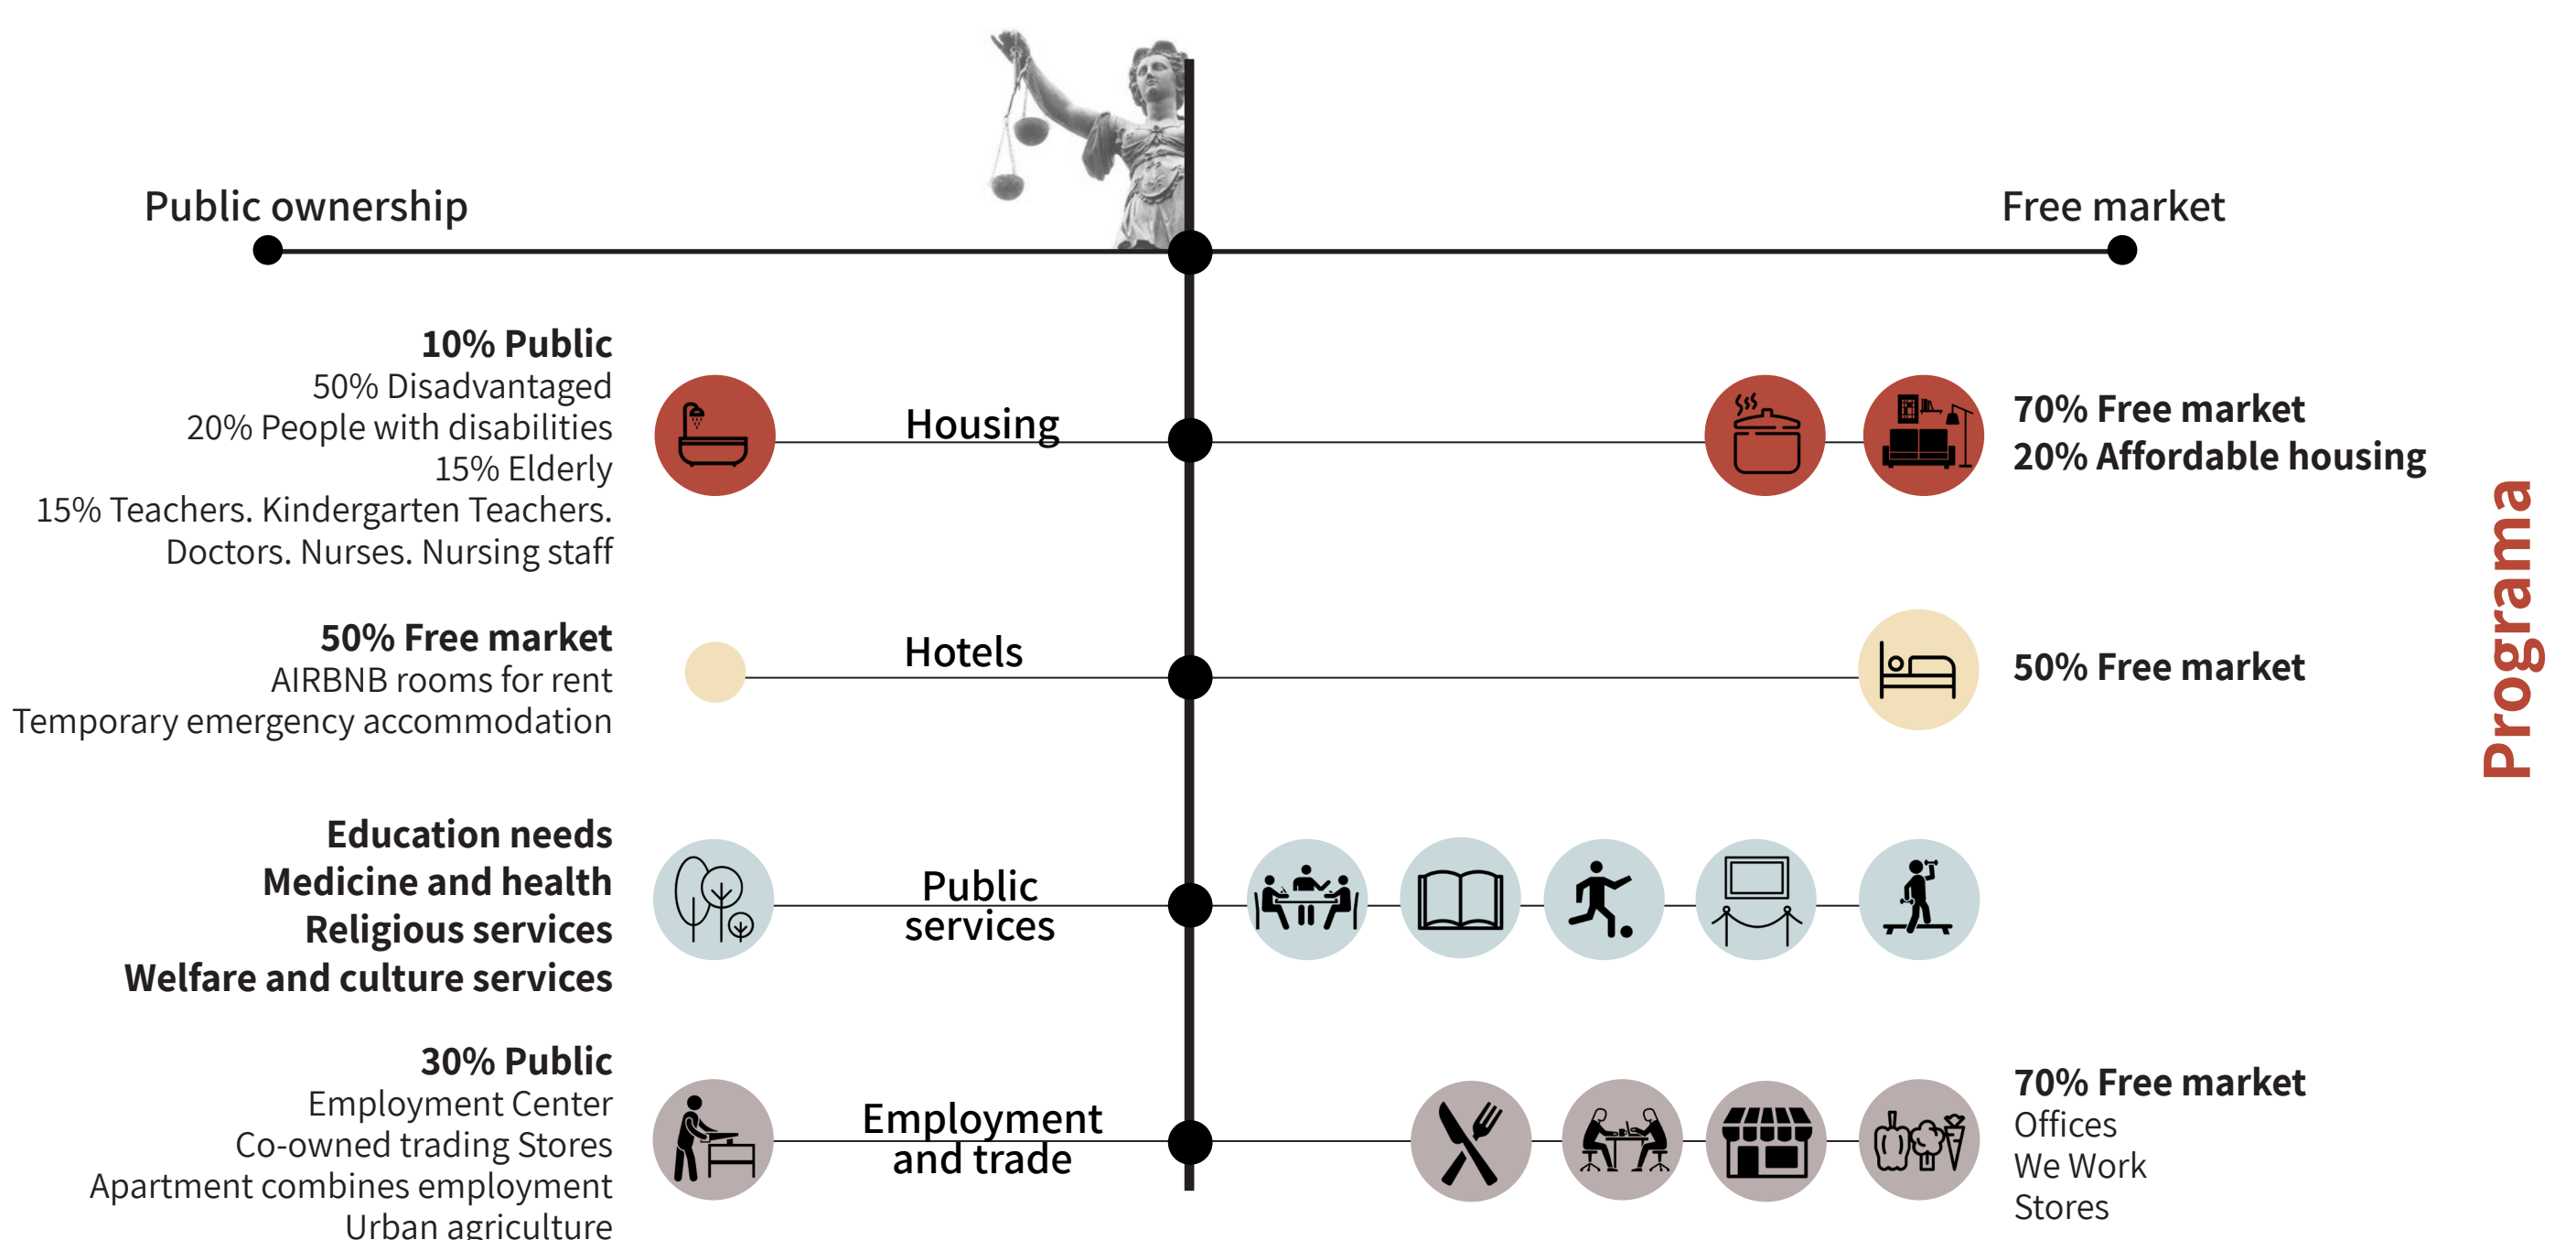 Public ownership
Free market
10% Public
50% Disadvantaged
20% People with disabilities
15% Elderly
15% Teachers. Kindergarten Teachers.
Doctors. Nurses. Nursing staff
Housing
70% Free market
20% Affordable housing
50% Free market
AIRBNB rooms for rent
Temporary emergency accommodation
Hotels
50% Free market
Education needs
Medicine and health
Religious services
Welfare and culture services
Public
services
30% Public
Employment Center
Co-owned trading Stores
Apartment combines employment
Urban agriculture
Employment
and trade
70% Free market
Offices
We Work
Stores
Programa